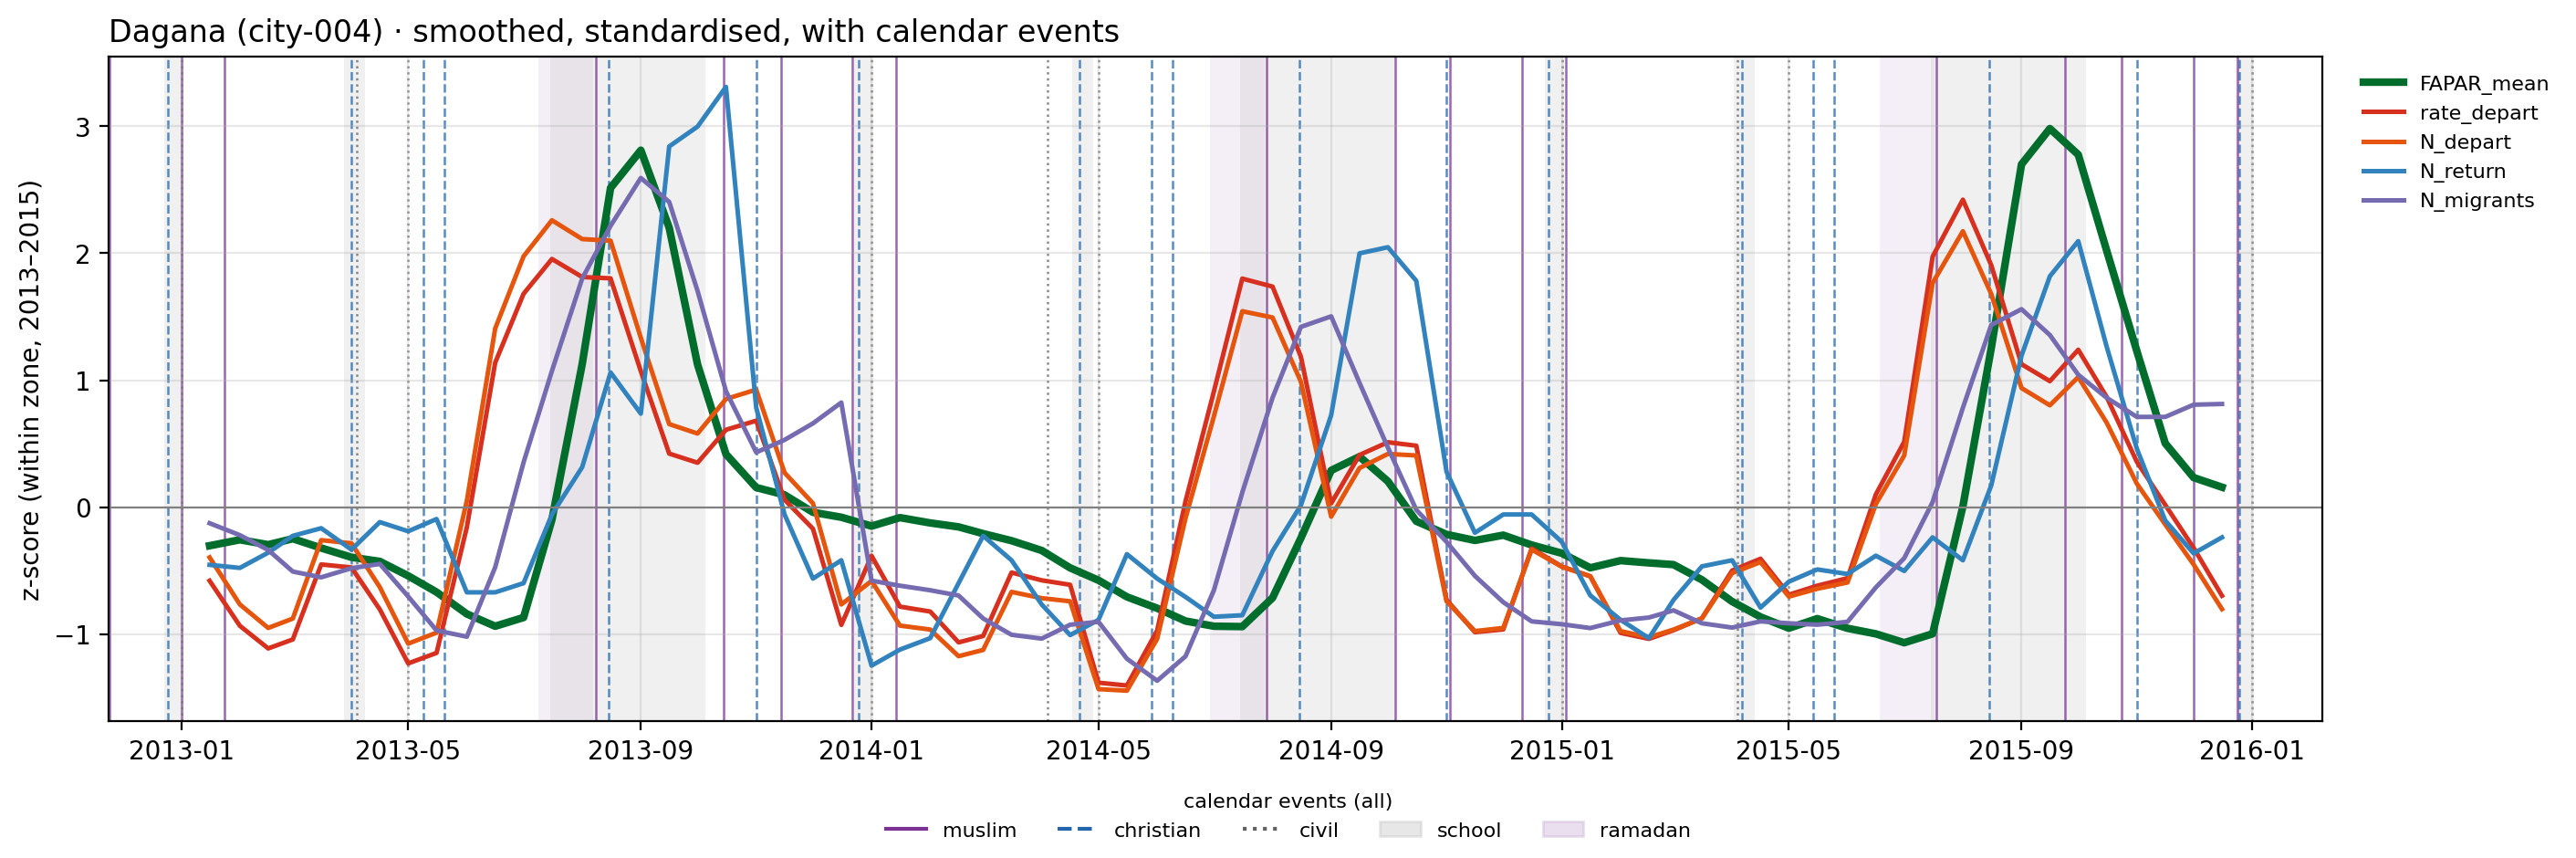 Dagana (city-004) · smoothed, standardised, with calendar events
z-score (within zone, 2013–2015)
3
2
1
0
−1
2013-01 2013-05 2013-09 2014-01 2014-05 2014-09 2015-01 2015-05 2015-09 2016-01
FAPAR_mean
rate_depart
N_depart
N_return
N_migrants
calendar events (all)
muslim christian civil school ramadan